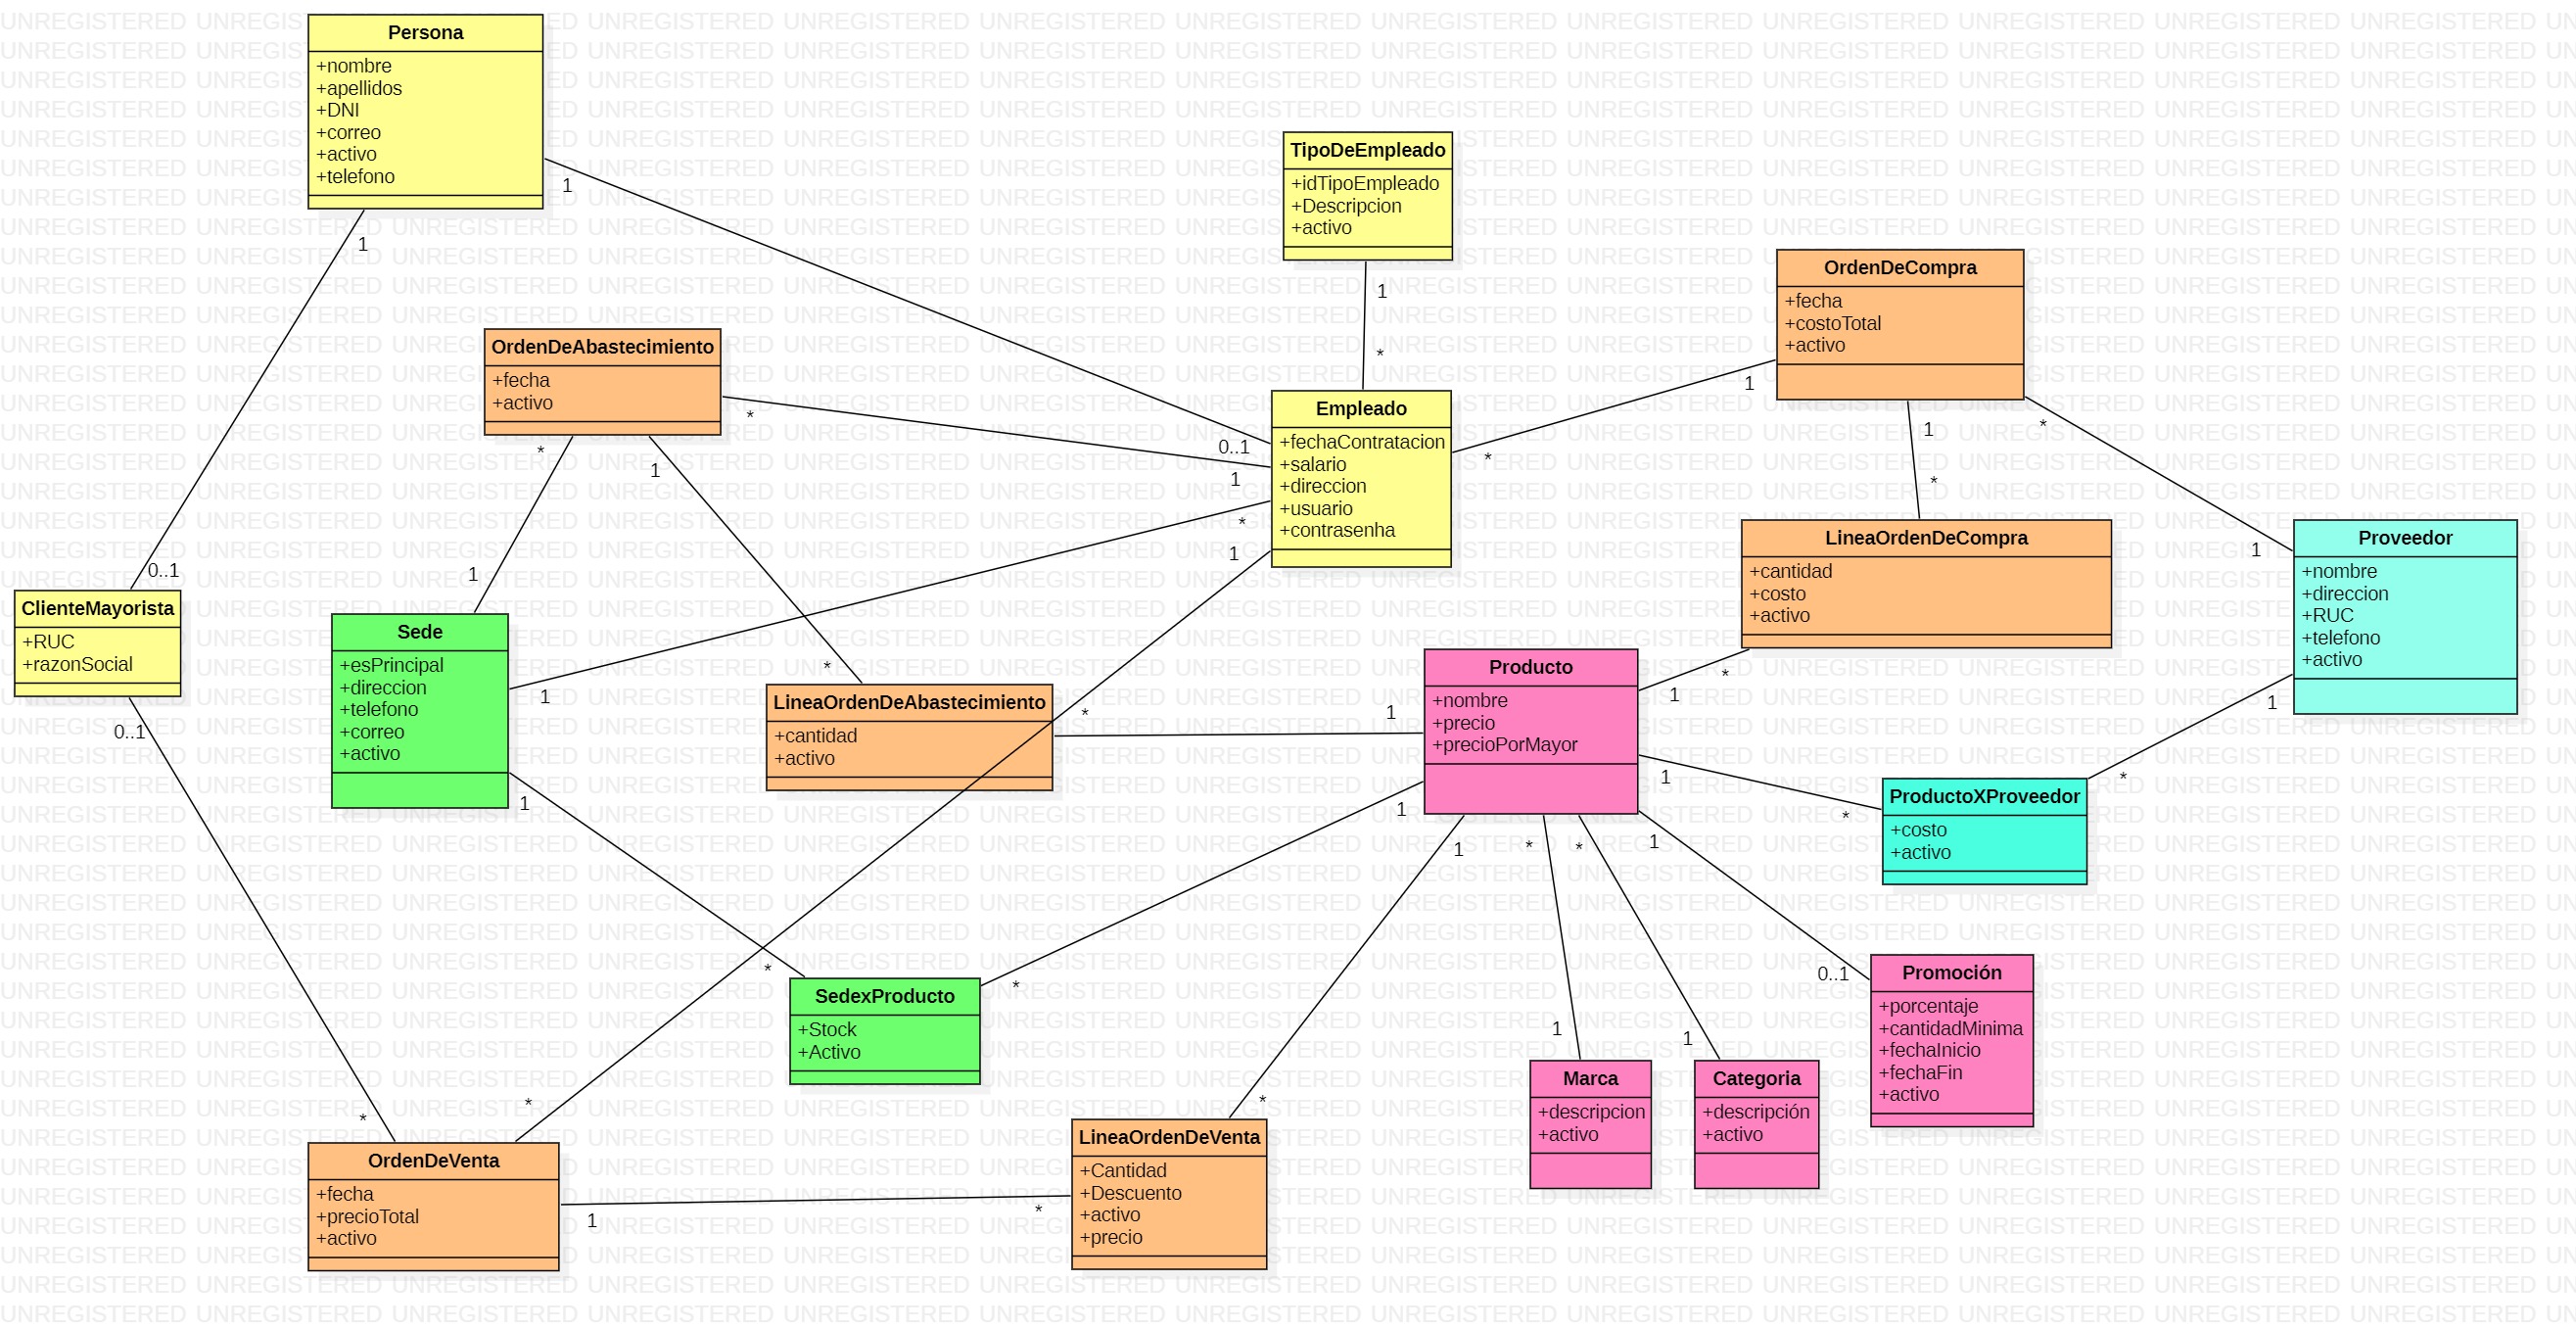 Persona
+nombre
+apellidos
+DNI
+correo
+activo
+telefono
1
1
TipoDeEmpleado
+idTipoEmpleado
+Descripcion
+activo
1
*
OrdenDeCompra
+fecha
+costoTotal
+activo
1
1
*
*
OrdenDeAbastecimiento
+fecha
+activo
*
*
1
Empleado
+fechaContratacion
+salario
+direccion
+usuario
+contrasenha
0..1
1
*
1
*
LineaOrdenDeCompra
+cantidad
+costo
+activo
*
Proveedor
+nombre
+direccion
+RUC
+telefono
+activo
1
1
0..1
ClienteMayorista
+RUC
+razonSocial
0..1
1
Sede
+esPrincipal
+direccion
+telefono
+correo
+activo
1
1
*
LineaOrdenDeAbastecimiento
+cantidad
+activo
*
1
Producto
+nombre
+precio
+precioPorMayor
1
1
1
1
*
*
1
ProductoXProveedor
+costo
+activo
*
*
*
SedexProducto
+Stock
+Activo
*
0..1
Promoción
+porcentaje
+cantidadMinima
+fechaInicio
+fechaFin
+activo
1
Marca
+descripcion
+activo
1
Categoria
+descripción
+activo
*
*
OrdenDeVenta
+fecha
+precioTotal
+activo
1
*
*
LineaOrdenDeVenta
+Cantidad
+Descuento
+activo
+precio
UNREGISTERED